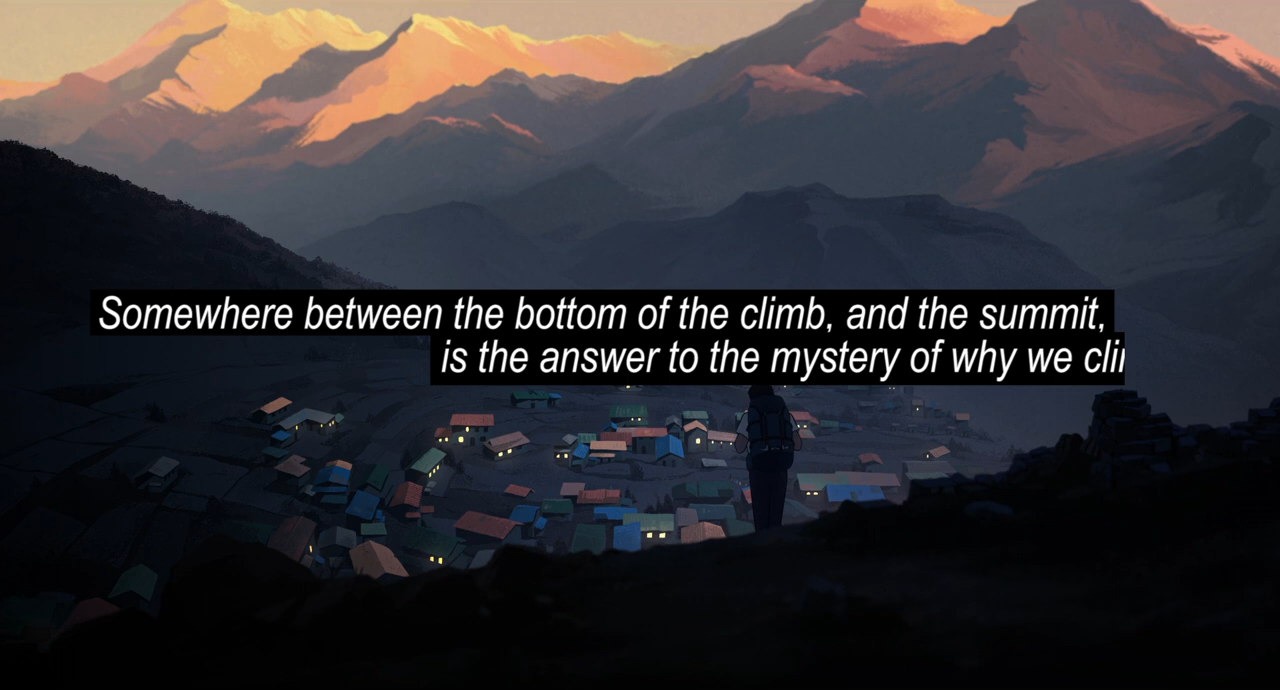 Somewhere between the bottom of the climb, and the summit,
is the answer to the mystery of why we